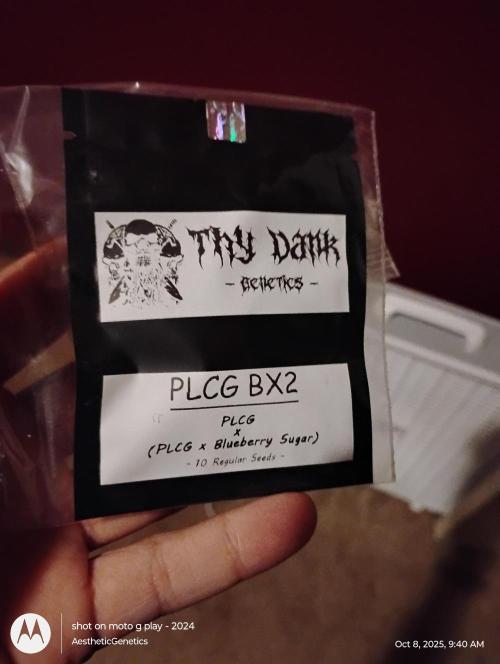 Thy Dank
- Genetics -
PLCG BX2
PLCG
x
(PLCG x Blueberry Sugar)
- 10 Regular Seeds -
shot on moto g play - 2024
AestheticGenetics
Oct 8, 2025, 9:40 AM